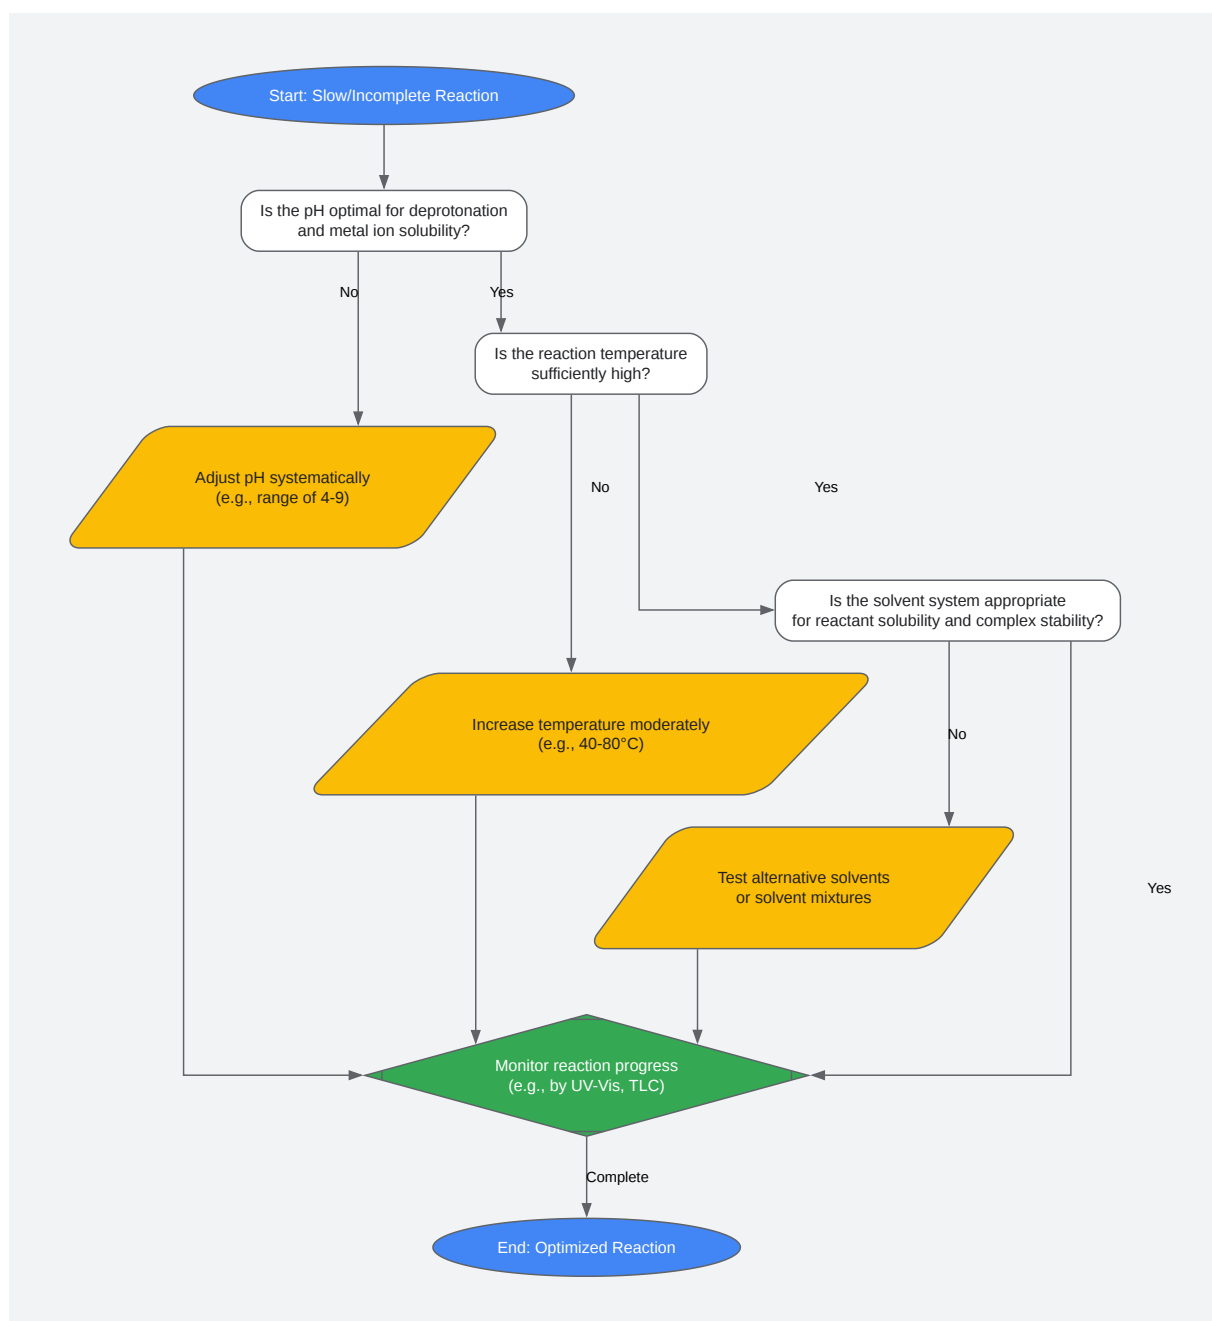 Start: Slow/Incomplete Reaction
Is the pH optimal for deprotonation
and metal ion solubility?
No
Yes
Is the reaction temperature
sufficiently high?
Adjust pH systematically
(e.g., range of 4-9)
No
Yes
Is the solvent system appropriate
for reactant solubility and complex stability?
Increase temperature moderately
(e.g., 40-80°C)
No
Test alternative solvents
or solvent mixtures
Yes
Monitor reaction progress
(e.g., by UV-Vis, TLC)
Complete
End: Optimized Reaction